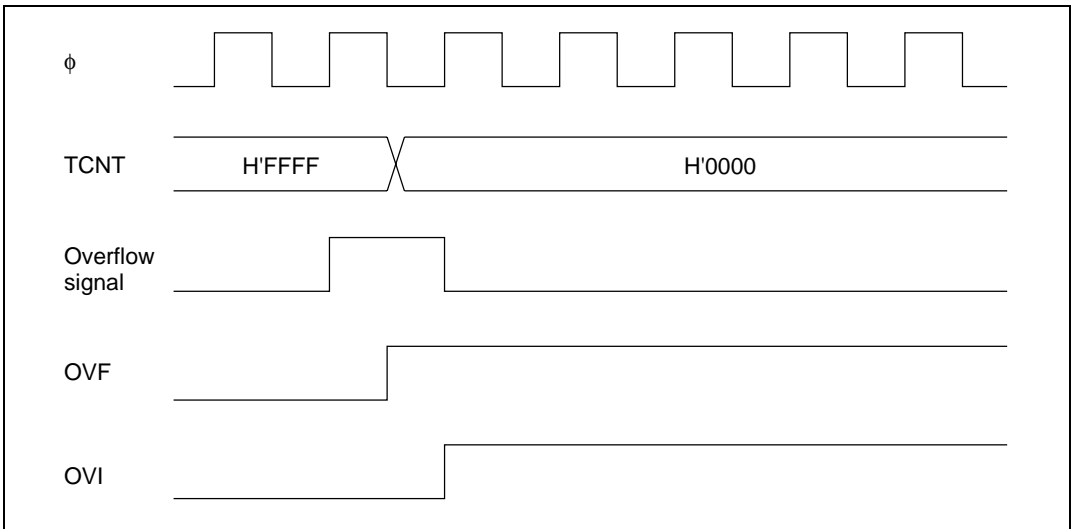 ϕ
TCNT
H'FFFF
H'0000
Overflow
signal
OVF
OVI